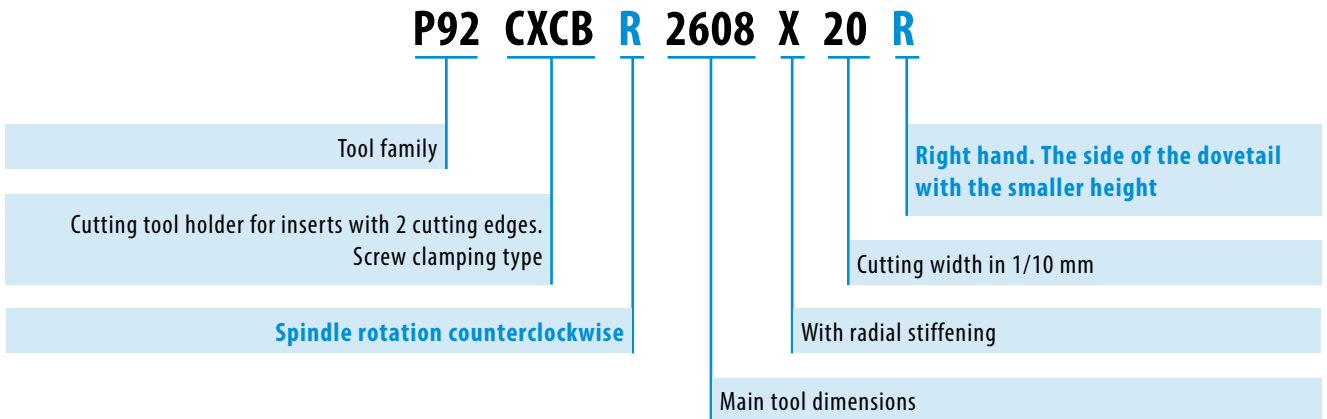 P92 CXCB R 2608 X 20 R
Tool family
Right hand. The side of the dovetail
with the smaller height
Cutting tool holder for inserts with 2 cutting edges.
Screw clamping type
Cutting width in 1/10 mm
Spindle rotation counterclockwise
With radial stiffening
Main tool dimensions